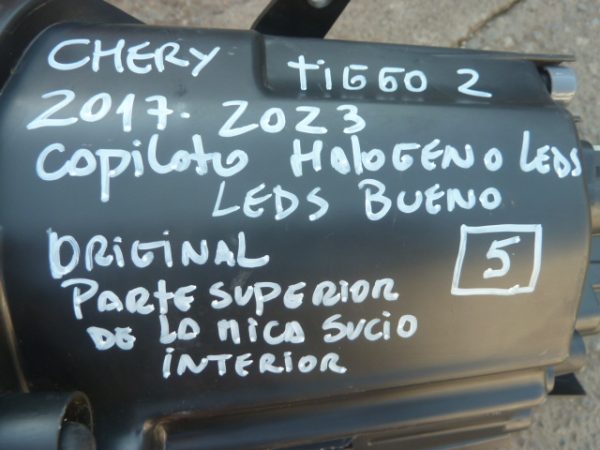 CHERY TIGGO 2
2017. 2023
copiloto HAloGENO LEDS
LEDS BUENO
ORIGINAL
5
PARTE SUPERIOR
DE LA MICA SUCIO
INTERIOR